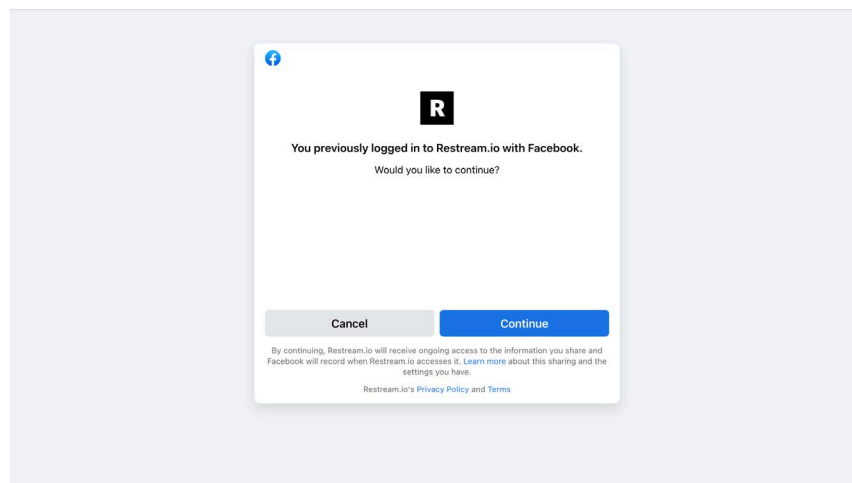 R
You previously logged in to Restream.io with Facebook.
Would you like to continue?
Cancel
Continue
By continuing, Restream.io will receive ongoing access to the information you share and
Facebook will record when Restream.io accesses it. Learn more about this sharing and the
settings you have.
Restream.io's Privacy Policy and Terms